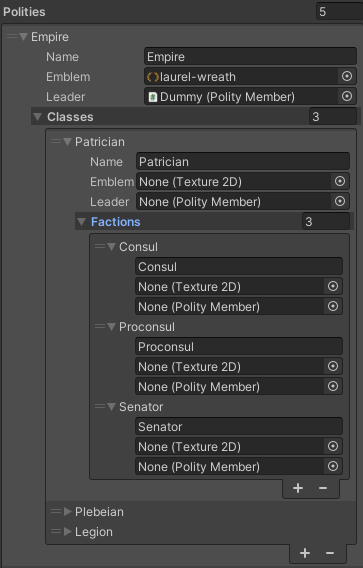 Polities 5
Empire
Name Empire
Emblem laurel-wreath
Leader Dummy (Polity Member)
Classes 3
Patrician
Name Patrician
Emblem None (Texture 2D)
Leader None (Polity Member)
Factions 3
Consul
Consul
None (Texture 2D)
None (Polity Member)
Proconsul
Proconsul
None (Texture 2D)
None (Polity Member)
Senator
Senator
None (Texture 2D)
None (Polity Member)
+ −
Plebeian
Legion
+ −